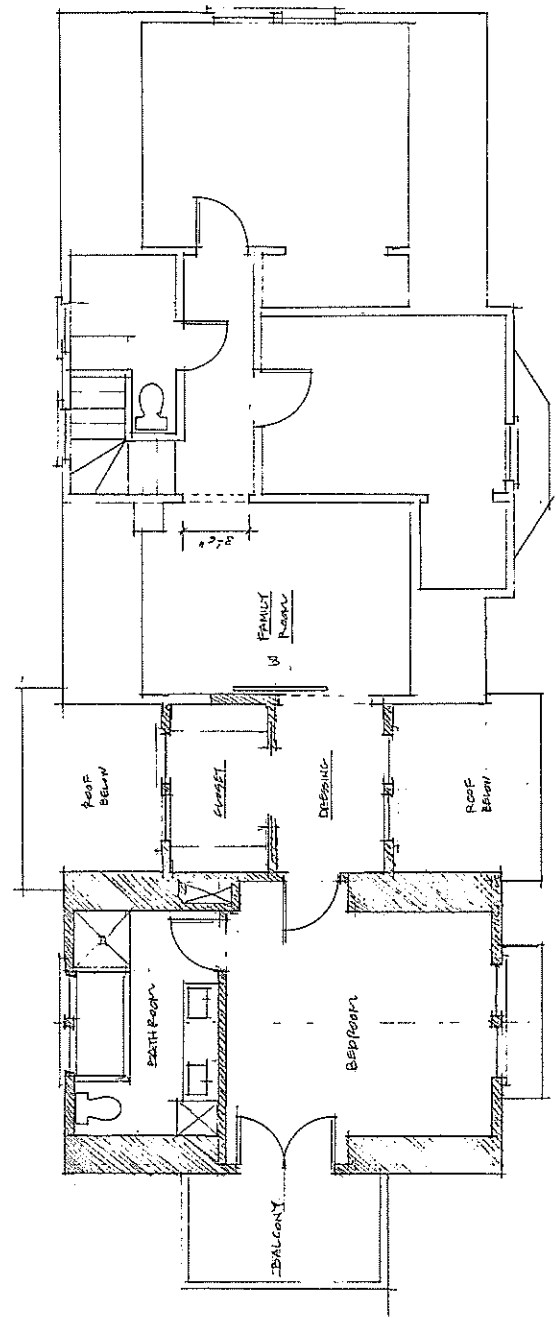 FAMILY
ROOM
ROOF
BELOW
CLOSET
DRESSING
ROOF
BELOW
BATHROOM
BEDROOM
BALCONY